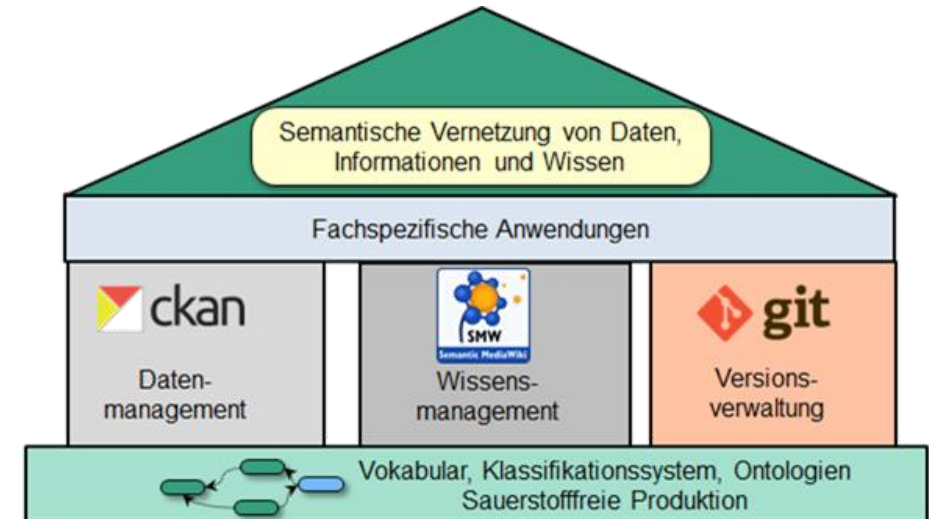 Semantische Vernetzung von Daten,
Informationen und Wissen
Fachspezifische Anwendungen
ckan
Daten-
management
SMW
Semantic MediaWiki
Wissens-
management
git
Versions-
verwaltung
Vokabular, Klassifikationssystem, Ontologien
Sauerstofffreie Produktion